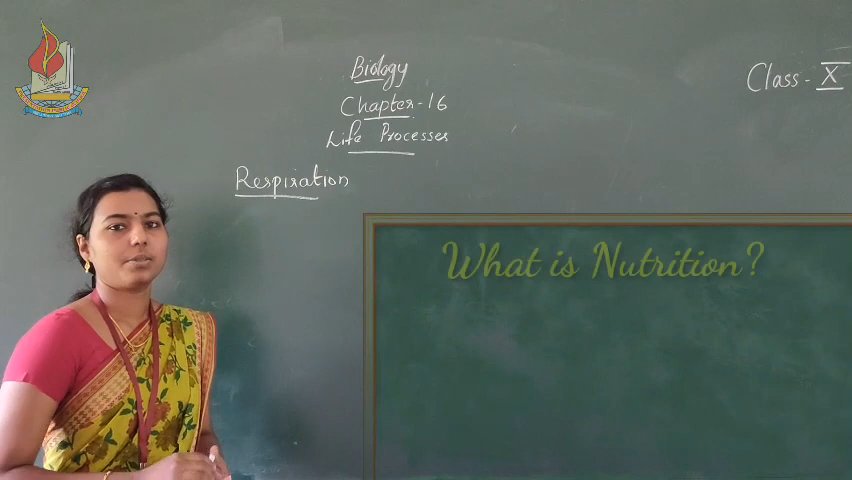 Biology
Chapter-16
Life Processes
Class - X
Respiration
What is Nutrition?